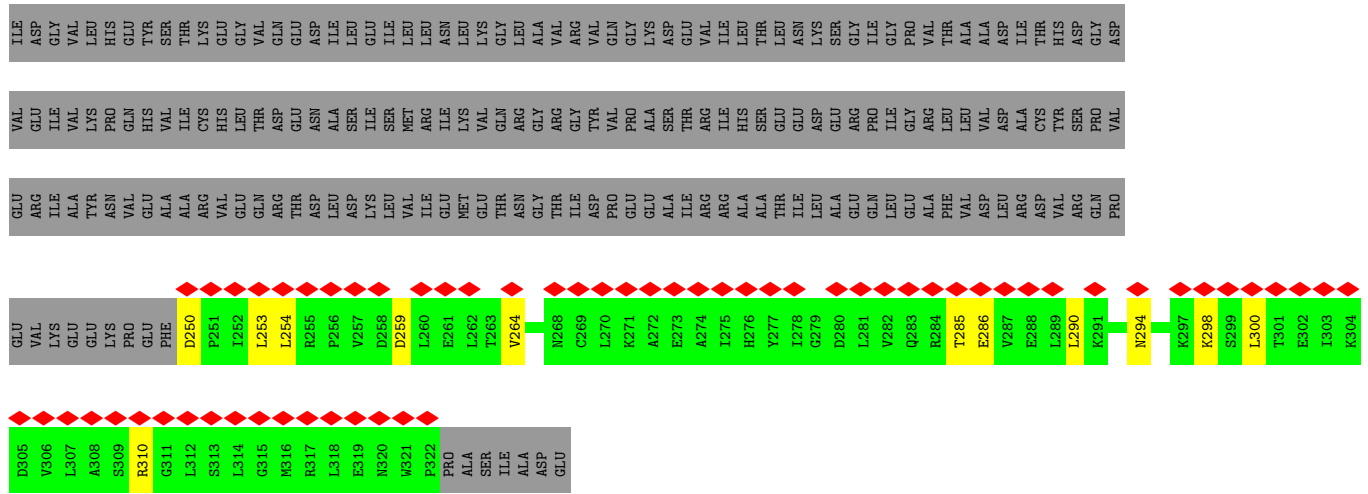 ILE ASP GLY VAL LEU HIS GLU TYR SER THR LYS GLU GLY VAL GLN GLU ASP ILE LEU GLU ILE LEU LEU ASN LEU LYS GLY LEU ALA VAL ARG VAL GLN GLY LYS ASP GLU VAL ILE LEU THR LEU ASN LYS SER GLY ILE GLY PRO VAL THR ALA ALA ASP ILE THR HIS ASP GLY ASP
VAL GLU ILE VAL LYS PRO GLN HIS VAL ILE CYS HIS LEU THR ASP GLU ASN ALA SER ILE SER MET ARG ILE LYS VAL GLN ARG GLY ARG GLY TYR VAL PRO ALA SER THR ARG ILE HIS SER GLU GLU ASP GLU ARG PRO ILE GLY ARG LEU LEU VAL ASP ALA CYS TYR SER PRO VAL
GLU ARG ILE ALA TYR ASN VAL GLU ALA ALA ARG VAL GLU GLN ARG THR ASP LEU ASP LYS LEU VAL ILE GLU MET GLU THR ASN GLY THR ILE ASP PRO GLU GLU ALA ILE ARG ARG ALA ALA THR ILE LEU ALA GLU GLN LEU GLU ALA PHE VAL ASP LEU ARG ASP VAL ARG GLN PRO
GLU VAL LYS GLU GLU LYS PRO GLU PHE D250 P251 I252 L253 L254 R255 P256 V257 D258 D259 L260 E261 L262 T263 V264 N268 C269 L270 K271 A272 E273 A274 I275 H276 Y277 I278 G279 D280 L281 V282 Q283 R284 T285 E286 V287 E288 L289 L290 K291 N294 K297 K298 S299 L300 T301 E302 I303 K304
D305 V306 L307 A308 S309 R310 G311 L312 S313 L314 G315 M316 R317 L318 E319 N320 W321 P322 PRO ALA SER ILE ALA ASP GLU